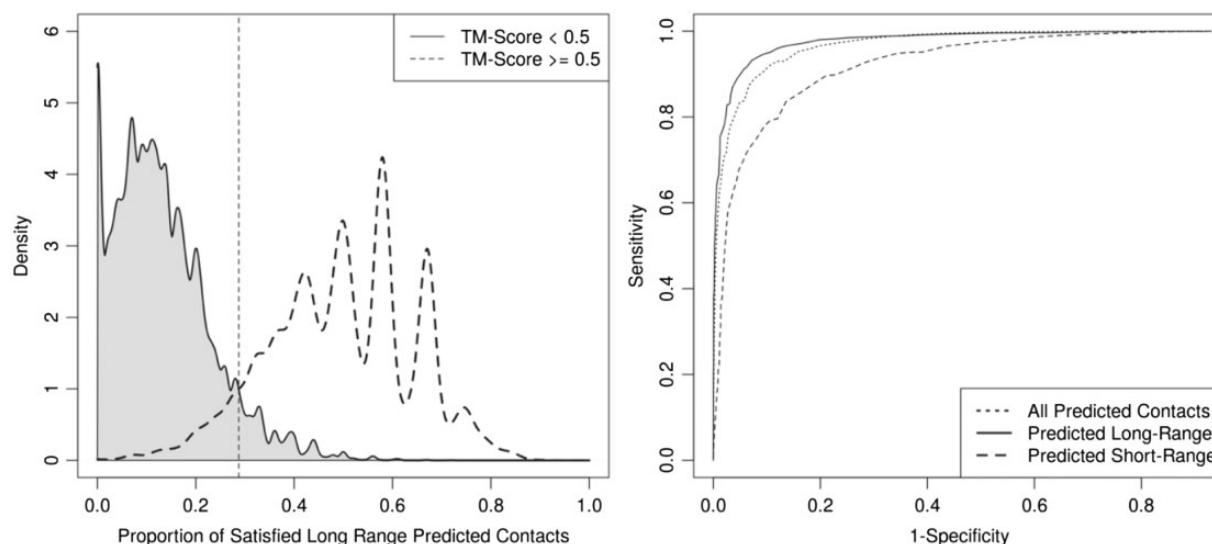 TM-Score < 0.5
TM-Score >= 0.5
6
5
4
3
2
1
0
Density
0.0 0.2 0.4 0.6 0.8 1.0
Proportion of Satisfied Long Range Predicted Contacts
1.0
0.8
0.6
0.4
0.2
0.0
Sensitivity
All Predicted Contacts
Predicted Long-Range
Predicted Short-Range
0.0 0.2 0.4 0.6 0.8
1-Specificity